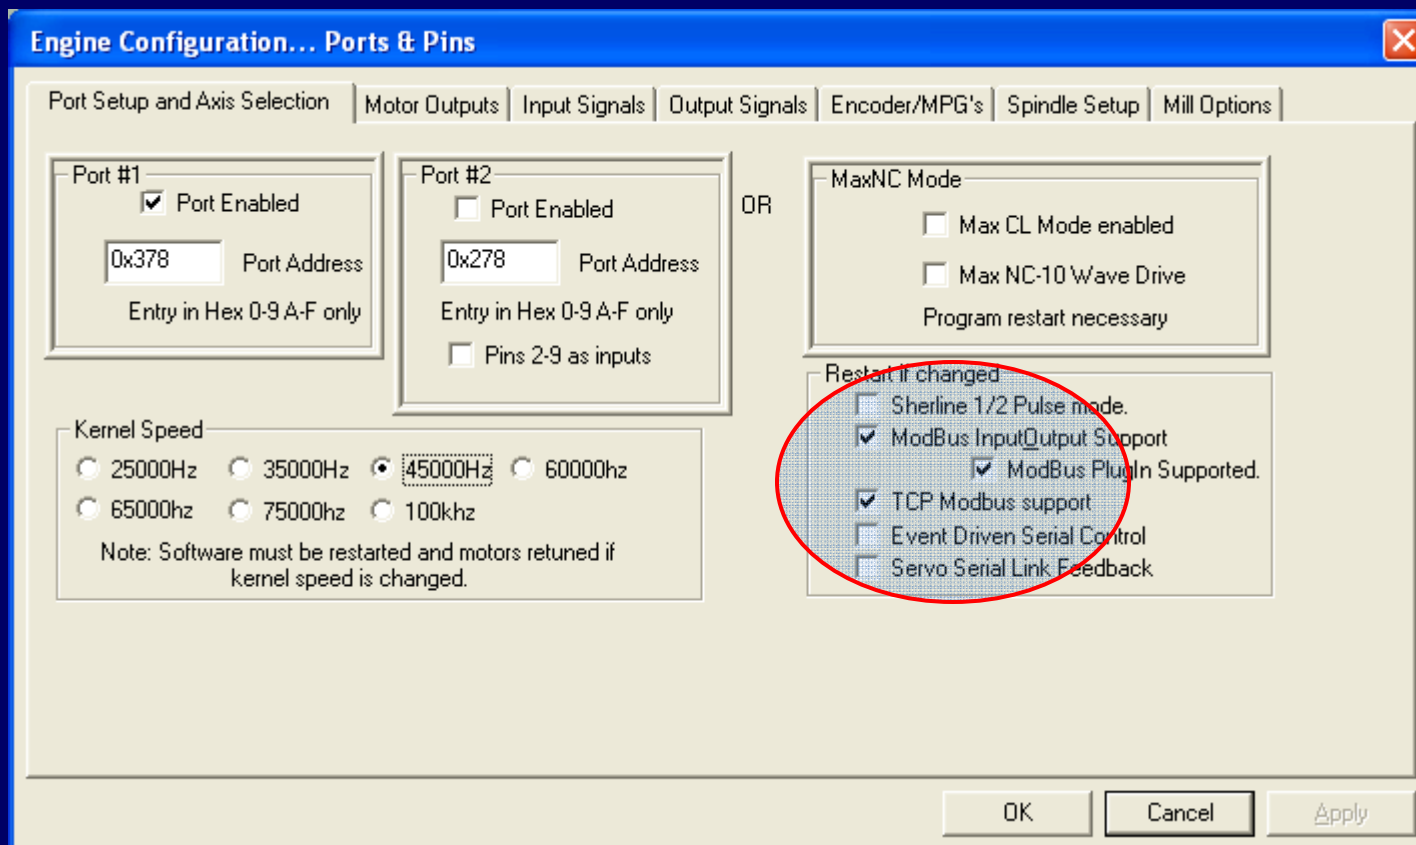 Engine Configuration... Ports & Pins
Port Setup and Axis Selection Motor Outputs Input Signals Output Signals Encoder/MPG's Spindle Setup Mill Options
Port #1
Port Enabled
0x378 Port Address
Entry in Hex 0-9 A-F only
Port #2
Port Enabled
0x278 Port Address
Entry in Hex 0-9 A-F only
Pins 2-9 as inputs
OR
MaxNC Mode
Max CL Mode enabled
Max NC-10 Wave Drive
Program restart necessary
Restart if changed
Sherline 1/2 Pulse mode.
ModBus InputOutput Support
ModBus PlugIn Supported.
TCP Modbus support
Event Driven Serial Control
Servo Serial Link Feedback
Kernel Speed
25000Hz 35000Hz 45000Hz 60000hz
65000hz 75000hz 100khz
Note: Software must be restarted and motors retuned if
kernel speed is changed.
OK Cancel Apply